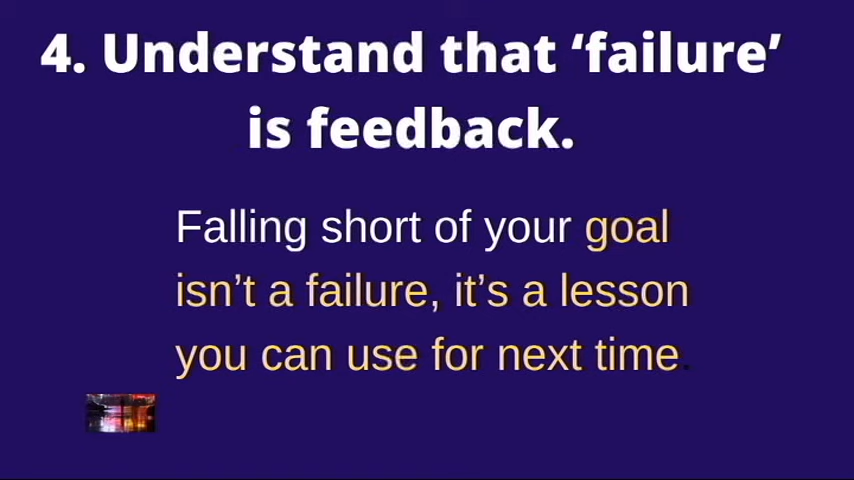 4. Understand that ‘failure’
is feedback.
Falling short of your goal
isn’t a failure, it’s a lesson
you can use for next time.